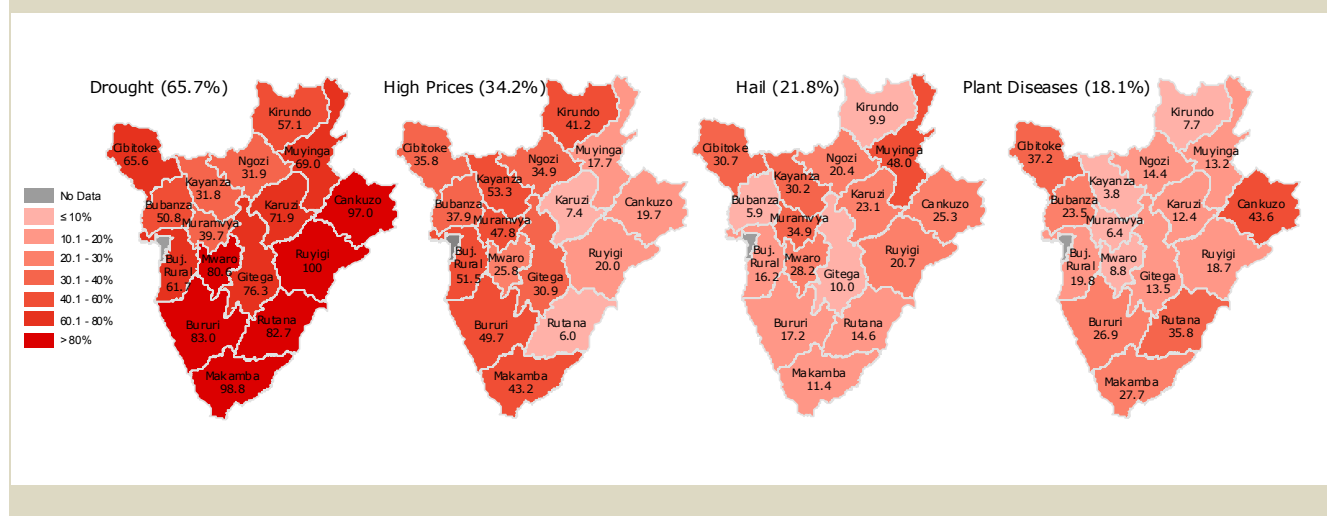 Drought (65.7%)
Kirundo
57.1
Cibitoke
65.6
Ngozi
31.9
Muyinga
69.0
Kayanza
31.8
Bubanza
50.8
Muramvya
39.7
Karuzi
71.9
Cankuzo
97.0
Buj.
Rural
61.7
Mwaro
80.6
Gitega
76.3
Ruyigi
100
Bururi
83.0
Rutana
82.7
Makamba
98.8
No Data
≤ 10%
10.1 - 20%
20.1 - 30%
30.1 - 40%
40.1 - 60%
60.1 - 80%
>80%
High Prices (34.2%)
Kirundo
41.2
Cibitoke
35.8
Ngozi
34.9
Muyinga
17.7
Kayanza
53.3
Bubanza
37.9
Muramvya
47.8
Karuzi
7.4
Cankuzo
19.7
Buj.
Rural
51.5
Mwaro
25.8
Gitega
30.9
Ruyigi
20.0
Bururi
49.7
Rutana
6.0
Makamba
43.2
Hail (21.8%)
Kirundo
9.9
Cibitoke
30.7
Ngozi
20.4
Muyinga
48.0
Kayanza
30.2
Bubanza
5.9
Muramvya
34.9
Karuzi
23.1
Cankuzo
25.3
Buj.
Rural
16.2
Mwaro
28.2
Gitega
10.0
Ruyigi
20.7
Bururi
17.2
Rutana
14.6
Makamba
11.4
Plant Diseases (18.1%)
Kirundo
7.7
Cibitoke
37.2
Ngozi
14.4
Muyinga
13.2
Kayanza
3.8
Bubanza
23.5
Muramvya
6.4
Karuzi
12.4
Cankuzo
43.6
Buj.
Rural
19.8
Mwaro
8.8
Gitega
13.5
Ruyigi
18.7
Bururi
26.9
Rutana
35.8
Makamba
27.7